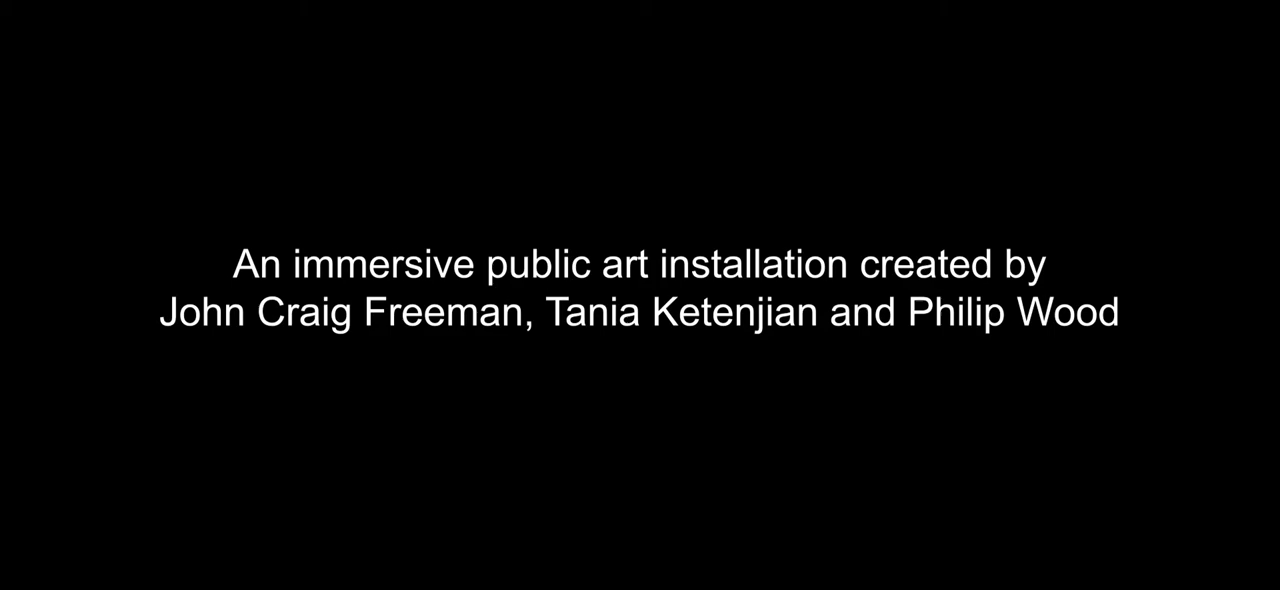 An immersive public art installation created by
John Craig Freeman, Tania Ketenjian and Philip Wood